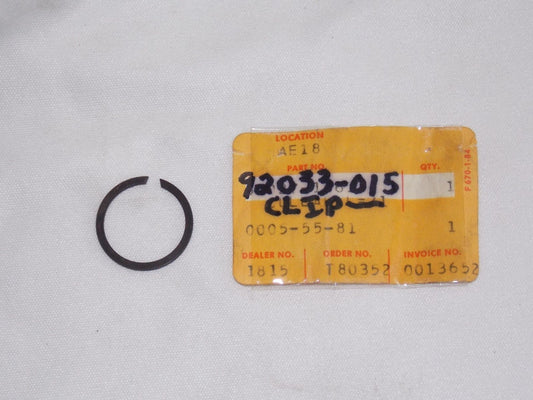 LOCATION
AE18
PART NO. QTY.
92033-015 1
CLIP
0005-55-81 1
DEALER NO. ORDER NO. INVOICE NO.
1815 T80352 0013652
F 670-1-84